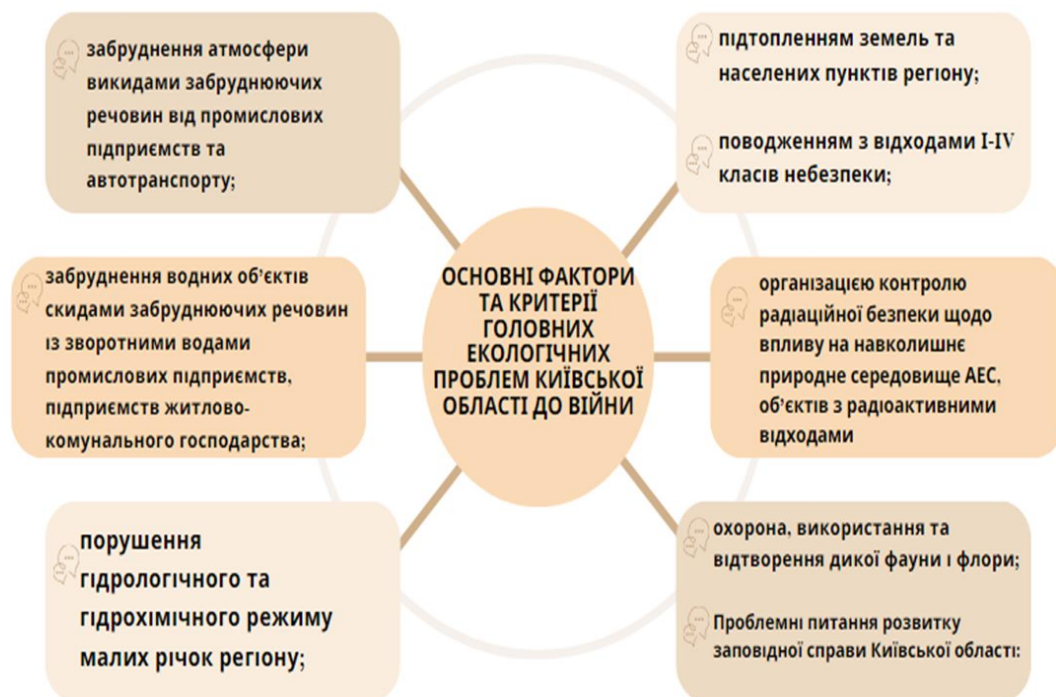 забруднення атмосфери
викидами забруднюючих
речовин від промислових
підприємств та
автотранспорту;
підтопленням земель та
населених пунктів регіону;
поводженням з відходами I-IV
класів небезпеки;
ОСНОВНІ ФАКТОРИ
ТА КРИТЕРІЇ
ГОЛОВНИХ
ЕКОЛОГІЧНИХ
ПРОБЛЕМ КИЇВСЬКОЇ
ОБЛАСТІ ДО ВІЙНИ
забруднення водних об’єктів
скидами забруднюючих речовин
із зворотними водами
промислових підприємств,
підприємств житлово-
комунального господарства;
організацією контролю
радіаційної безпеки щодо
впливу на навколишнє
природне середовище АЕС,
об’єктів з радіоактивними
відходами
порушення
гідрологічного та
гідрохімічного режиму
малих річок регіону;
охорона, використання та
відтворення дикої фауни і флори;
Проблемні питання розвитку
заповідної справи Київської області: